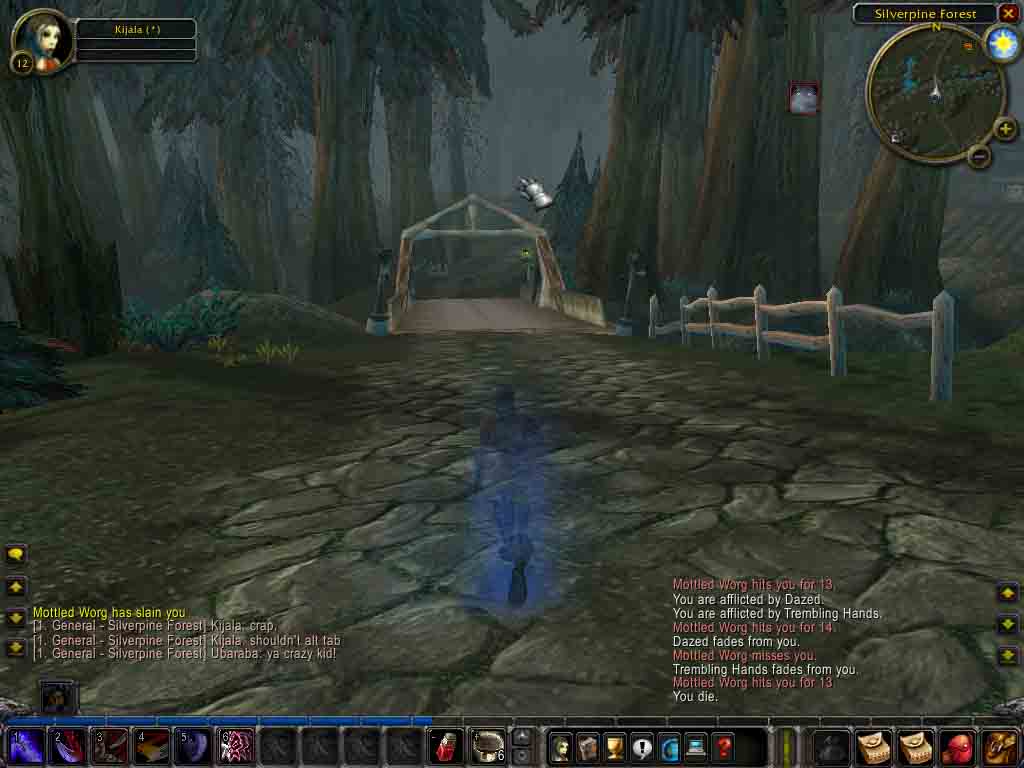 Kijala (*)
12
Silverpine Forest
N
Mottled Worg has slain you
[1. General - Silverpine Forest] Kijala: crap,
[1. General - Silverpine Forest] Kijala: shouldn't alt tab
[1. General - Silverpine Forest] Ubaraba: ya crazy kid!
Mottled Worg hits you for 13.
You are afflicted by Dazed.
You are afflicted by Trembling Hands.
Mottled Worg hits you for 14.
Dazed fades from you.
Mottled Worg misses you.
Trembling Hands fades from you.
Mottled Worg hits you for 13
You die.
1 2 3 4 5 6 - 6